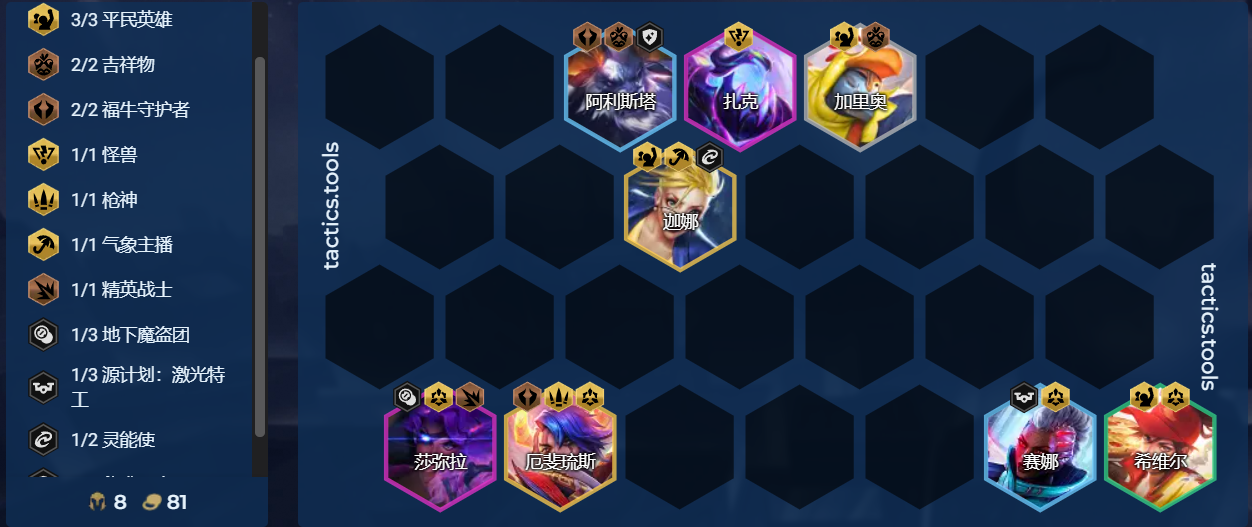 3/3 平民英雄
2/2 吉祥物
2/2 福牛守护者
1/1 怪兽
1/1 枪神
1/1 气象主播
1/1 精英战士
1/3 地下魔盗团
1/3 源计划：激光特
工
1/2 灵能使
8 81
阿利斯塔 扎克 加里奥
迦娜
莎弥拉 厄斐琉斯 赛娜 希维尔
tactics.tools
tactics.tools